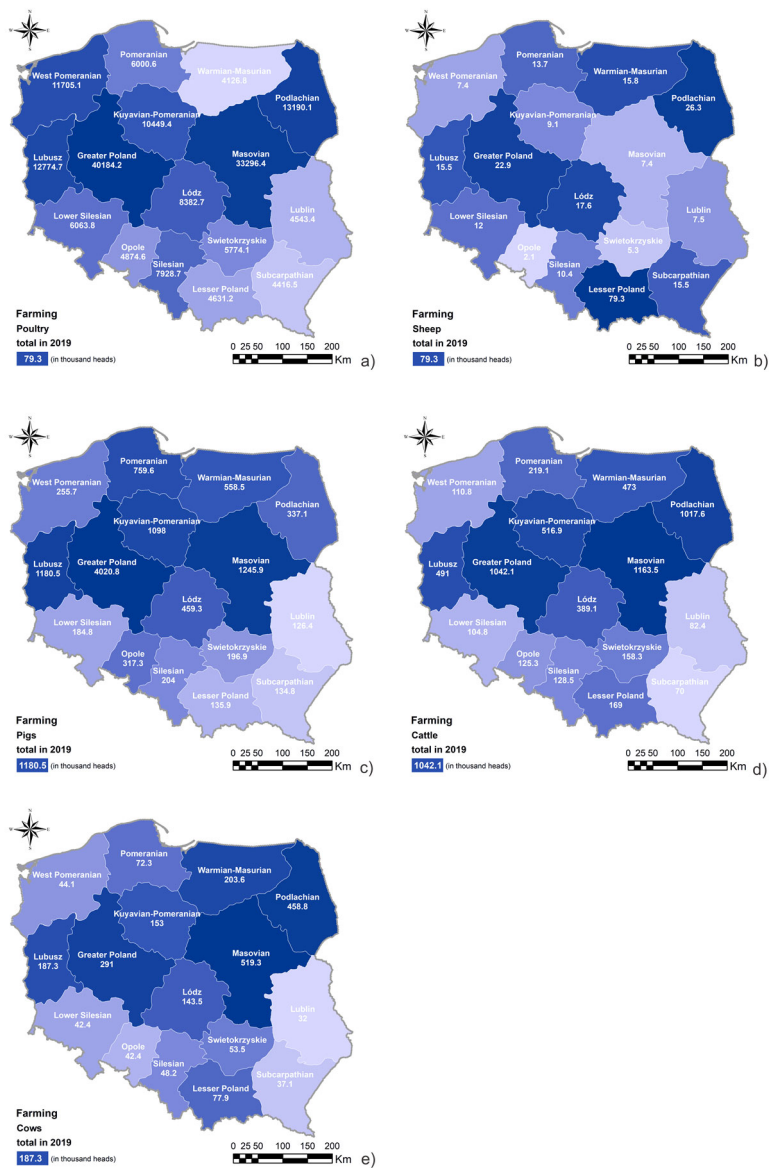 N
W E
S
Pomeranian
6000.6
Warmian-Masurian
4126.8
West Pomeranian
11705.1
Podlachian
13190.1
Kuyavian-Pomeranian
10449.4
Lubusz
12774.7
Greater Poland
40184.2
Masovian
33296.4
Lódz
8382.7
Lower Silesian
6063.8
Lublin
4543.4
Opole
4874.6
Silesian
7928.7
Swietokrzyskie
5774.1
Lesser Poland
4631.2
Subcarpathian
4416.5
Farming
Poultry
total in 2019
79.3 (in thousand heads)
0 25 50 100 150 200
Km
a)
N
W E
S
Pomeranian
13.7
Warmian-Masurian
15.8
West Pomeranian
7.4
Podlachian
26.3
Kuyavian-Pomeranian
9.1
Lubusz
15.5
Greater Poland
22.9
Masovian
7.4
Lódz
17.6
Lower Silesian
12
Lublin
7.5
Opole
2.1
Silesian
10.4
Swietokrzyskie
5.3
Lesser Poland
79.3
Subcarpathian
15.5
Farming
Sheep
total in 2019
79.3 (in thousand heads)
0 25 50 100 150 200
Km
b)
N
W E
S
Pomeranian
759.6
Warmian-Masurian
558.5
West Pomeranian
255.7
Podlachian
337.1
Kuyavian-Pomeranian
1098
Lubusz
1180.5
Greater Poland
4020.8
Masovian
1245.9
Lódz
459.3
Lower Silesian
184.8
Lublin
126.4
Opole
317.3
Silesian
204
Swietokrzyskie
196.9
Lesser Poland
135.9
Subcarpathian
134.8
Farming
Pigs
total in 2019
1180.5 (in thousand heads)
0 25 50 100 150 200
Km
c)
N
W E
S
Pomeranian
219.1
Warmian-Masurian
473
West Pomeranian
110.8
Podlachian
1017.6
Kuyavian-Pomeranian
516.9
Lubusz
491
Greater Poland
1042.1
Masovian
1163.5
Lódz
389.1
Lower Silesian
104.8
Lublin
82.4
Opole
125.3
Silesian
128.5
Swietokrzyskie
158.3
Lesser Poland
169
Subcarpathian
70
Farming
Cattle
total in 2019
1042.1 (in thousand heads)
0 25 50 100 150 200
Km
d)
N
W E
S
Pomeranian
72.3
Warmian-Masurian
203.6
West Pomeranian
44.1
Podlachian
458.8
Kuyavian-Pomeranian
153
Lubusz
187.3
Greater Poland
291
Masovian
519.3
Lódz
143.5
Lower Silesian
42.4
Lublin
32
Opole
42.4
Silesian
48.2
Swietokrzyskie
53.5
Lesser Poland
77.9
Subcarpathian
37.1
Farming
Cows
total in 2019
187.3 (in thousand heads)
0 25 50 100 150 200
Km
e)